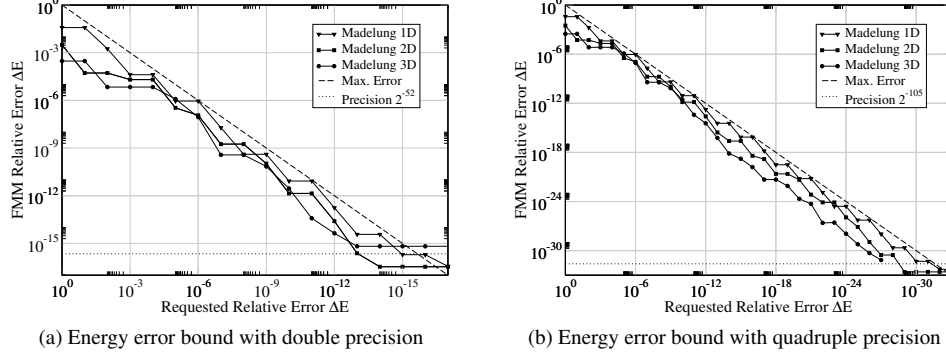 10^0
10^-3
10^-6
10^-9
10^-12
10^-15
FMM Relative Error ΔE
Madelung 1D
Madelung 2D
Madelung 3D
Max. Error
Precision 2^-52
10^0
10^-3
10^-6
10^-9
10^-12
10^-15
Requested Relative Error ΔE
(a) Energy error bound with double precision
10^0
10^-6
10^-12
10^-18
10^-24
10^-30
FMM Relative Error ΔE
Madelung 1D
Madelung 2D
Madelung 3D
Max. Error
Precision 2^-105
10^0
10^-6
10^-12
10^-18
10^-24
10^-30
Requested Relative Error ΔE
(b) Energy error bound with quadruple precision